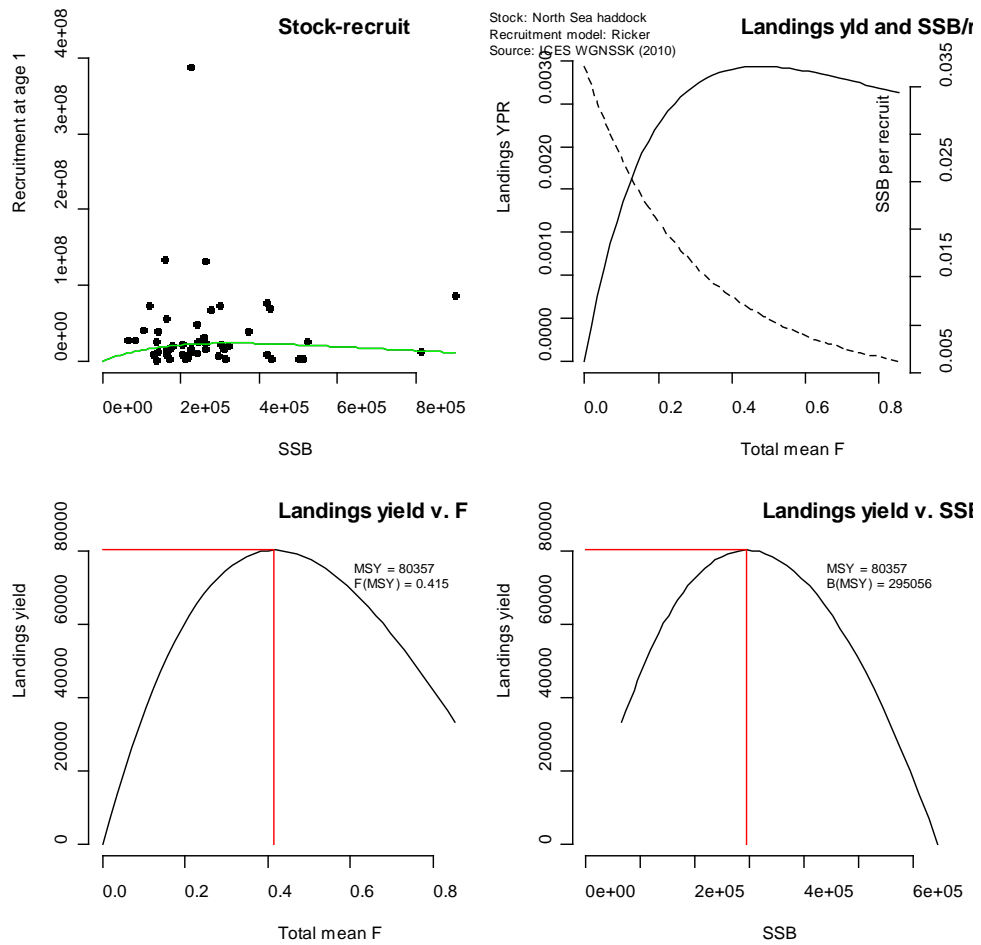 Stock-recruit
Recruitment at age 1
0e+00 1e+08 2e+08 3e+08 4e+08
0e+00 2e+05 4e+05 6e+05 8e+05
SSB
Stock: North Sea haddock
Recruitment model: Ricker
Source: ICES WGNSSK (2010)
Landings yld and SSB/r
Landings YPR
0.0000 0.0010 0.0020 0.0030
SSB per recruit
0.005 0.015 0.025 0.035
0.0 0.2 0.4 0.6 0.8
Total mean F
Landings yield v. F
Landings yield
0 20000 40000 60000 80000
MSY = 80357
F(MSY) = 0.415
0.0 0.2 0.4 0.6 0.8
Total mean F
Landings yield v. SSB
Landings yield
0 20000 40000 60000 80000
MSY = 80357
B(MSY) = 295056
0e+00 2e+05 4e+05 6e+05
SSB